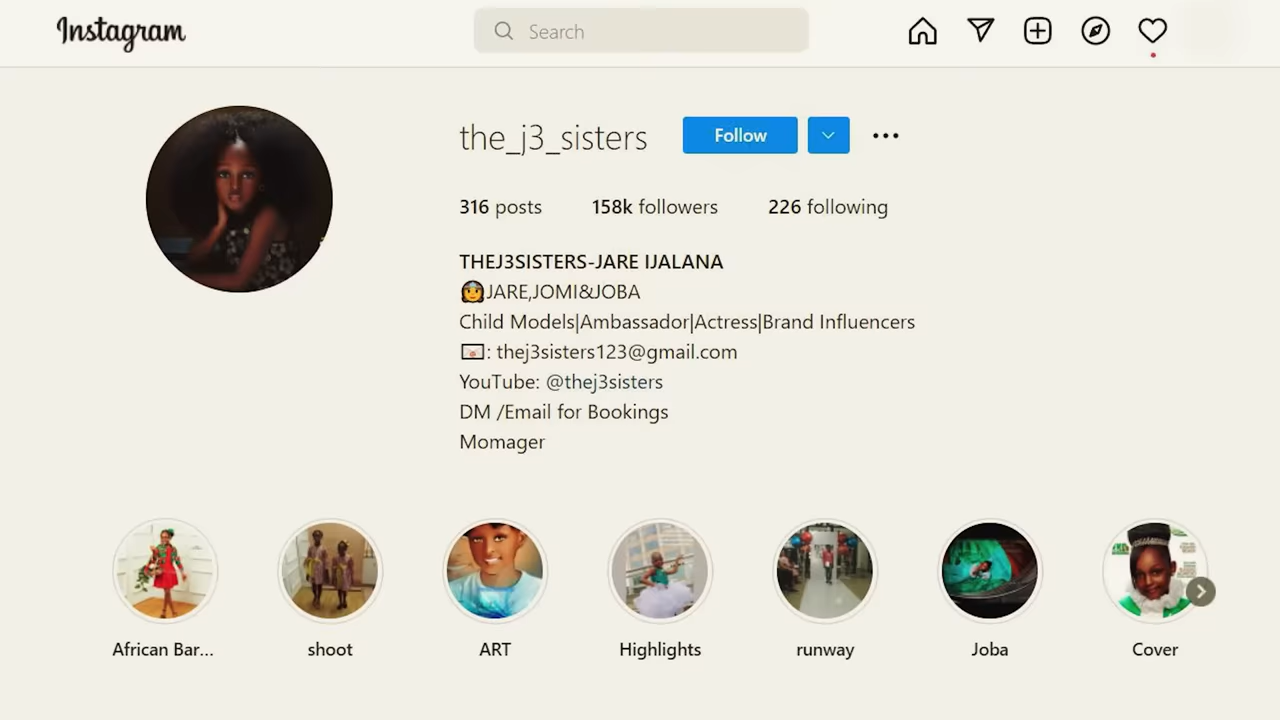 Instagram
Search
the_j3_sisters
Follow
316 posts 158k followers 226 following
THEJ3SISTERS-JARE IJALANA
JARE,JOMI&JOBA
Child Models|Ambassador|Actress|Brand Influencers
: thej3sisters123@gmail.com
YouTube: @thej3sisters
DM /Email for Bookings
Momager
African Bar... shoot ART Highlights runway Joba Cover